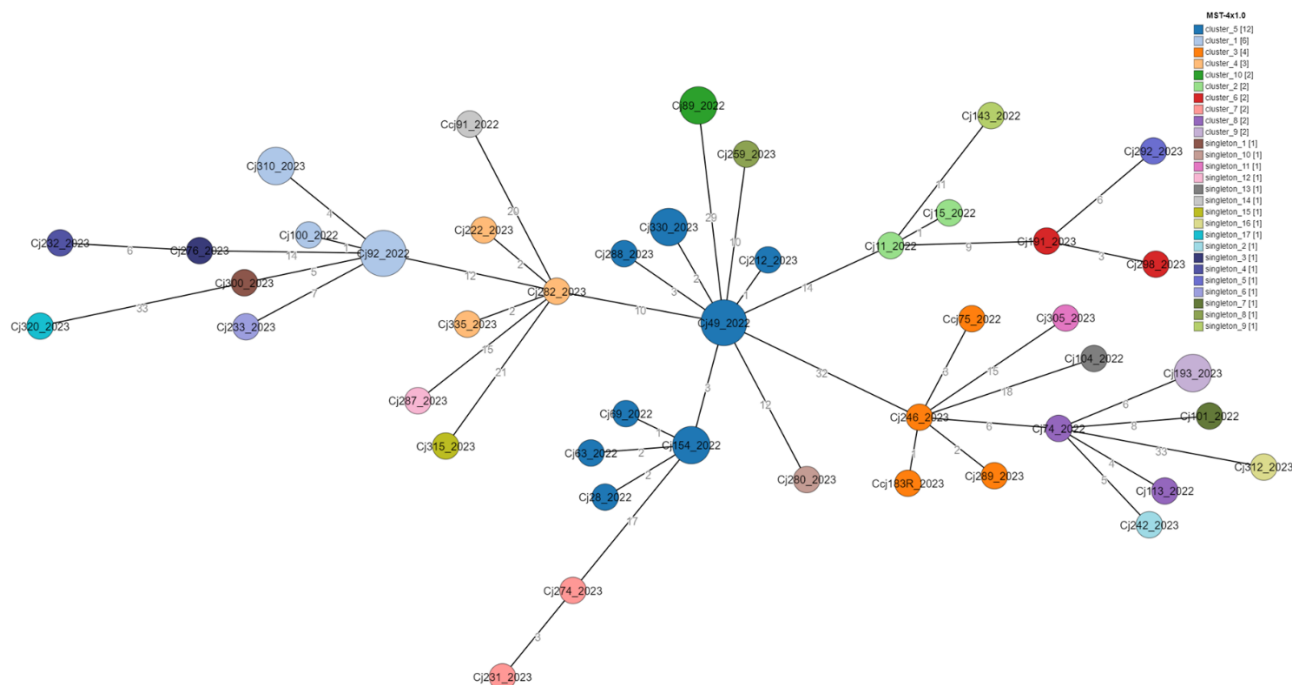 MST-4x1.0
cluster_5 [12]
cluster_1 [6]
cluster_3 [4]
cluster_4 [3]
cluster_10 [2]
cluster_2 [2]
cluster_6 [2]
cluster_7 [2]
cluster_8 [2]
cluster_9 [2]
singleton_1 [1]
singleton_10 [1]
singleton_11 [1]
singleton_12 [1]
singleton_13 [1]
singleton_14 [1]
singleton_15 [1]
singleton_16 [1]
singleton_17 [1]
singleton_2 [1]
singleton_3 [1]
singleton_4 [1]
singleton_5 [1]
singleton_6 [1]
singleton_7 [1]
singleton_8 [1]
singleton_9 [1]
Cj89_2022
Cj143_2022
Ccj91_2022
Cj259_2023
Cj292_2023
Cj310_2023
6
11
4
20
29
10
Cj15_2022
Cj222_2023
Cj330_2023
Cj100_2022
1
Cj232_2023
6
Cj276_2023
14
1
Cj92_2022
Cj288_2023
Cj212_2023
Cj11_2022
9
Cj191_2023
3
Cj298_2023
2
2
5
12
3
1
14
Cj300_2023
7
Cj282_2023
10
33
2
Cj320_2023
Cj233_2023
Cj335_2023
Cj49_2022
Ccj75_2022
Cj305_2023
15
21
3
32
3
15
Cj104_2022
18
Cj193_2023
Cj287_2023
12
6
Cj69_2022
1
Cj246_2023
6
Cj74_2022
8
Cj101_2022
Cj315_2023
Cj154_2022
Cj63_2022
2
2
2
33
4
Cj312_2023
5
Cj280_2023
Ccj183R_2023
Cj289_2023
Cj28_2022
Cj113_2022
17
Cj242_2023
Cj274_2023
3
Cj231_2023